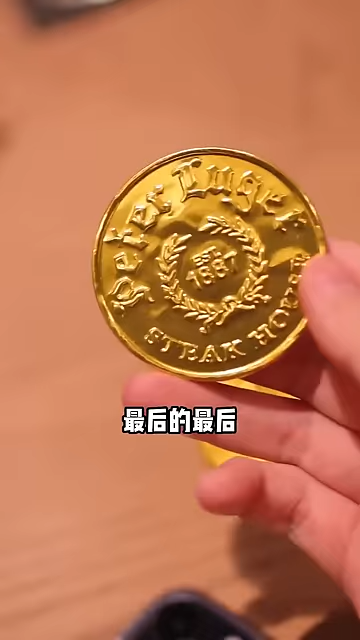 Peter Luger
EST.
1887
STEAK HOUSE
最后的最后